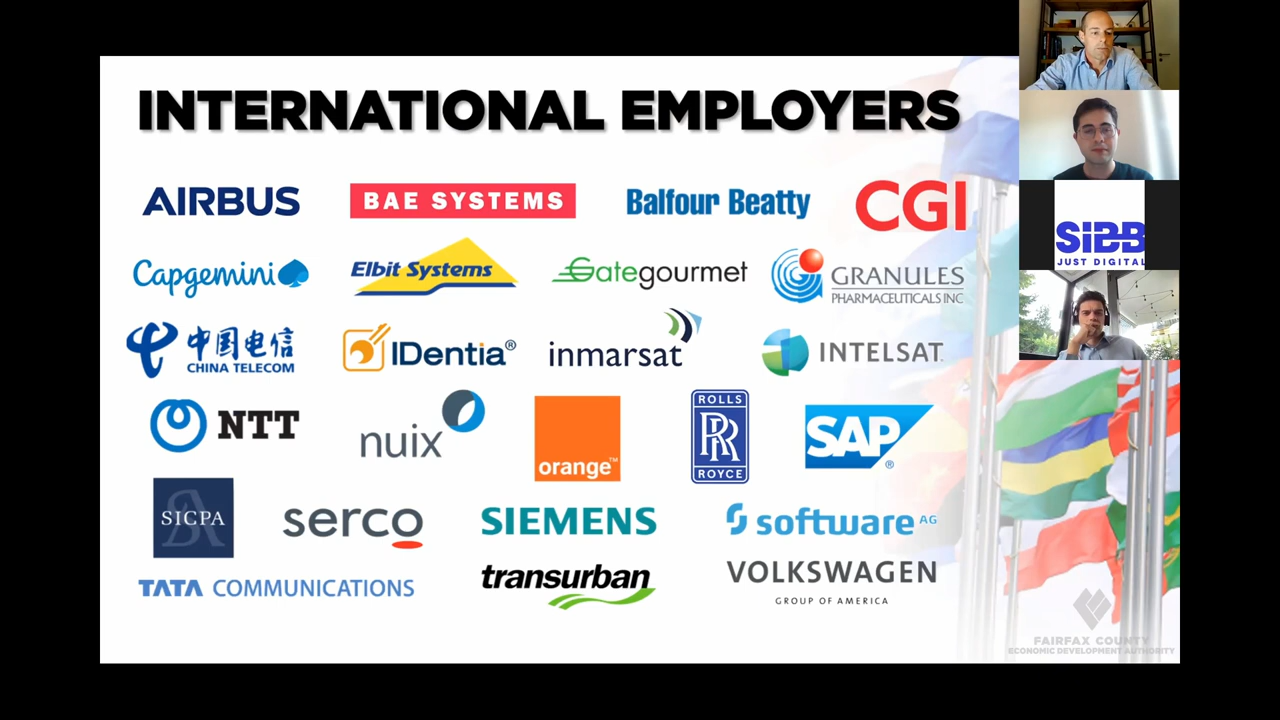 INTERNATIONAL EMPLOYERS
AIRBUS
BAE SYSTEMS
Balfour Beatty
CGI
Capgemini
Elbit Systems
Gategourmet
GRANULES
PHARMACEUTICALS INC
中国电信
CHINA TELECOM
IDentia®
inmarsat
INTELSAT
NTT
nuix
orange™
ROLLS
RR
ROYCE
SAP®
SICPA
serco
SIEMENS
software AG
TATA COMMUNICATIONS
transurban
VOLKSWAGEN
GROUP OF AMERICA
SIBB
JUST DIGITAL
FAIRFAX COUNTY
ECONOMIC DEVELOPMENT AUTHORITY